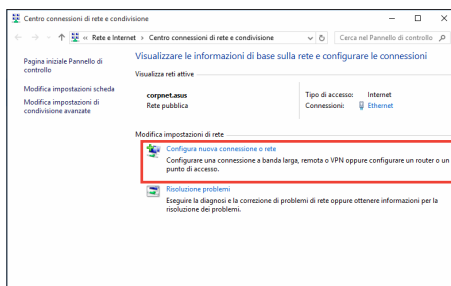 Centro connessioni di rete e condivisione
« Rete e Internet › Centro connessioni di rete e condivisione
Cerca nel Pannello di controllo
Pagina iniziale Pannello di
controllo
Modifica impostazioni scheda
Modifica impostazioni di
condivisione avanzate
Visualizzare le informazioni di base sulla rete e configurare le connessioni
Visualizza reti attive
corpnet.asus
Rete pubblica
Tipo di accesso: Internet
Connessioni: Ethernet
Modifica impostazioni di rete
Configura nuova connessione o rete
Configurare una connessione a banda larga, remota o VPN oppure configurare un router o un
punto di accesso.
Risoluzione problemi
Eseguire la diagnosi e la correzione di problemi di rete oppure ottenere informazioni per la
risoluzione dei problemi.